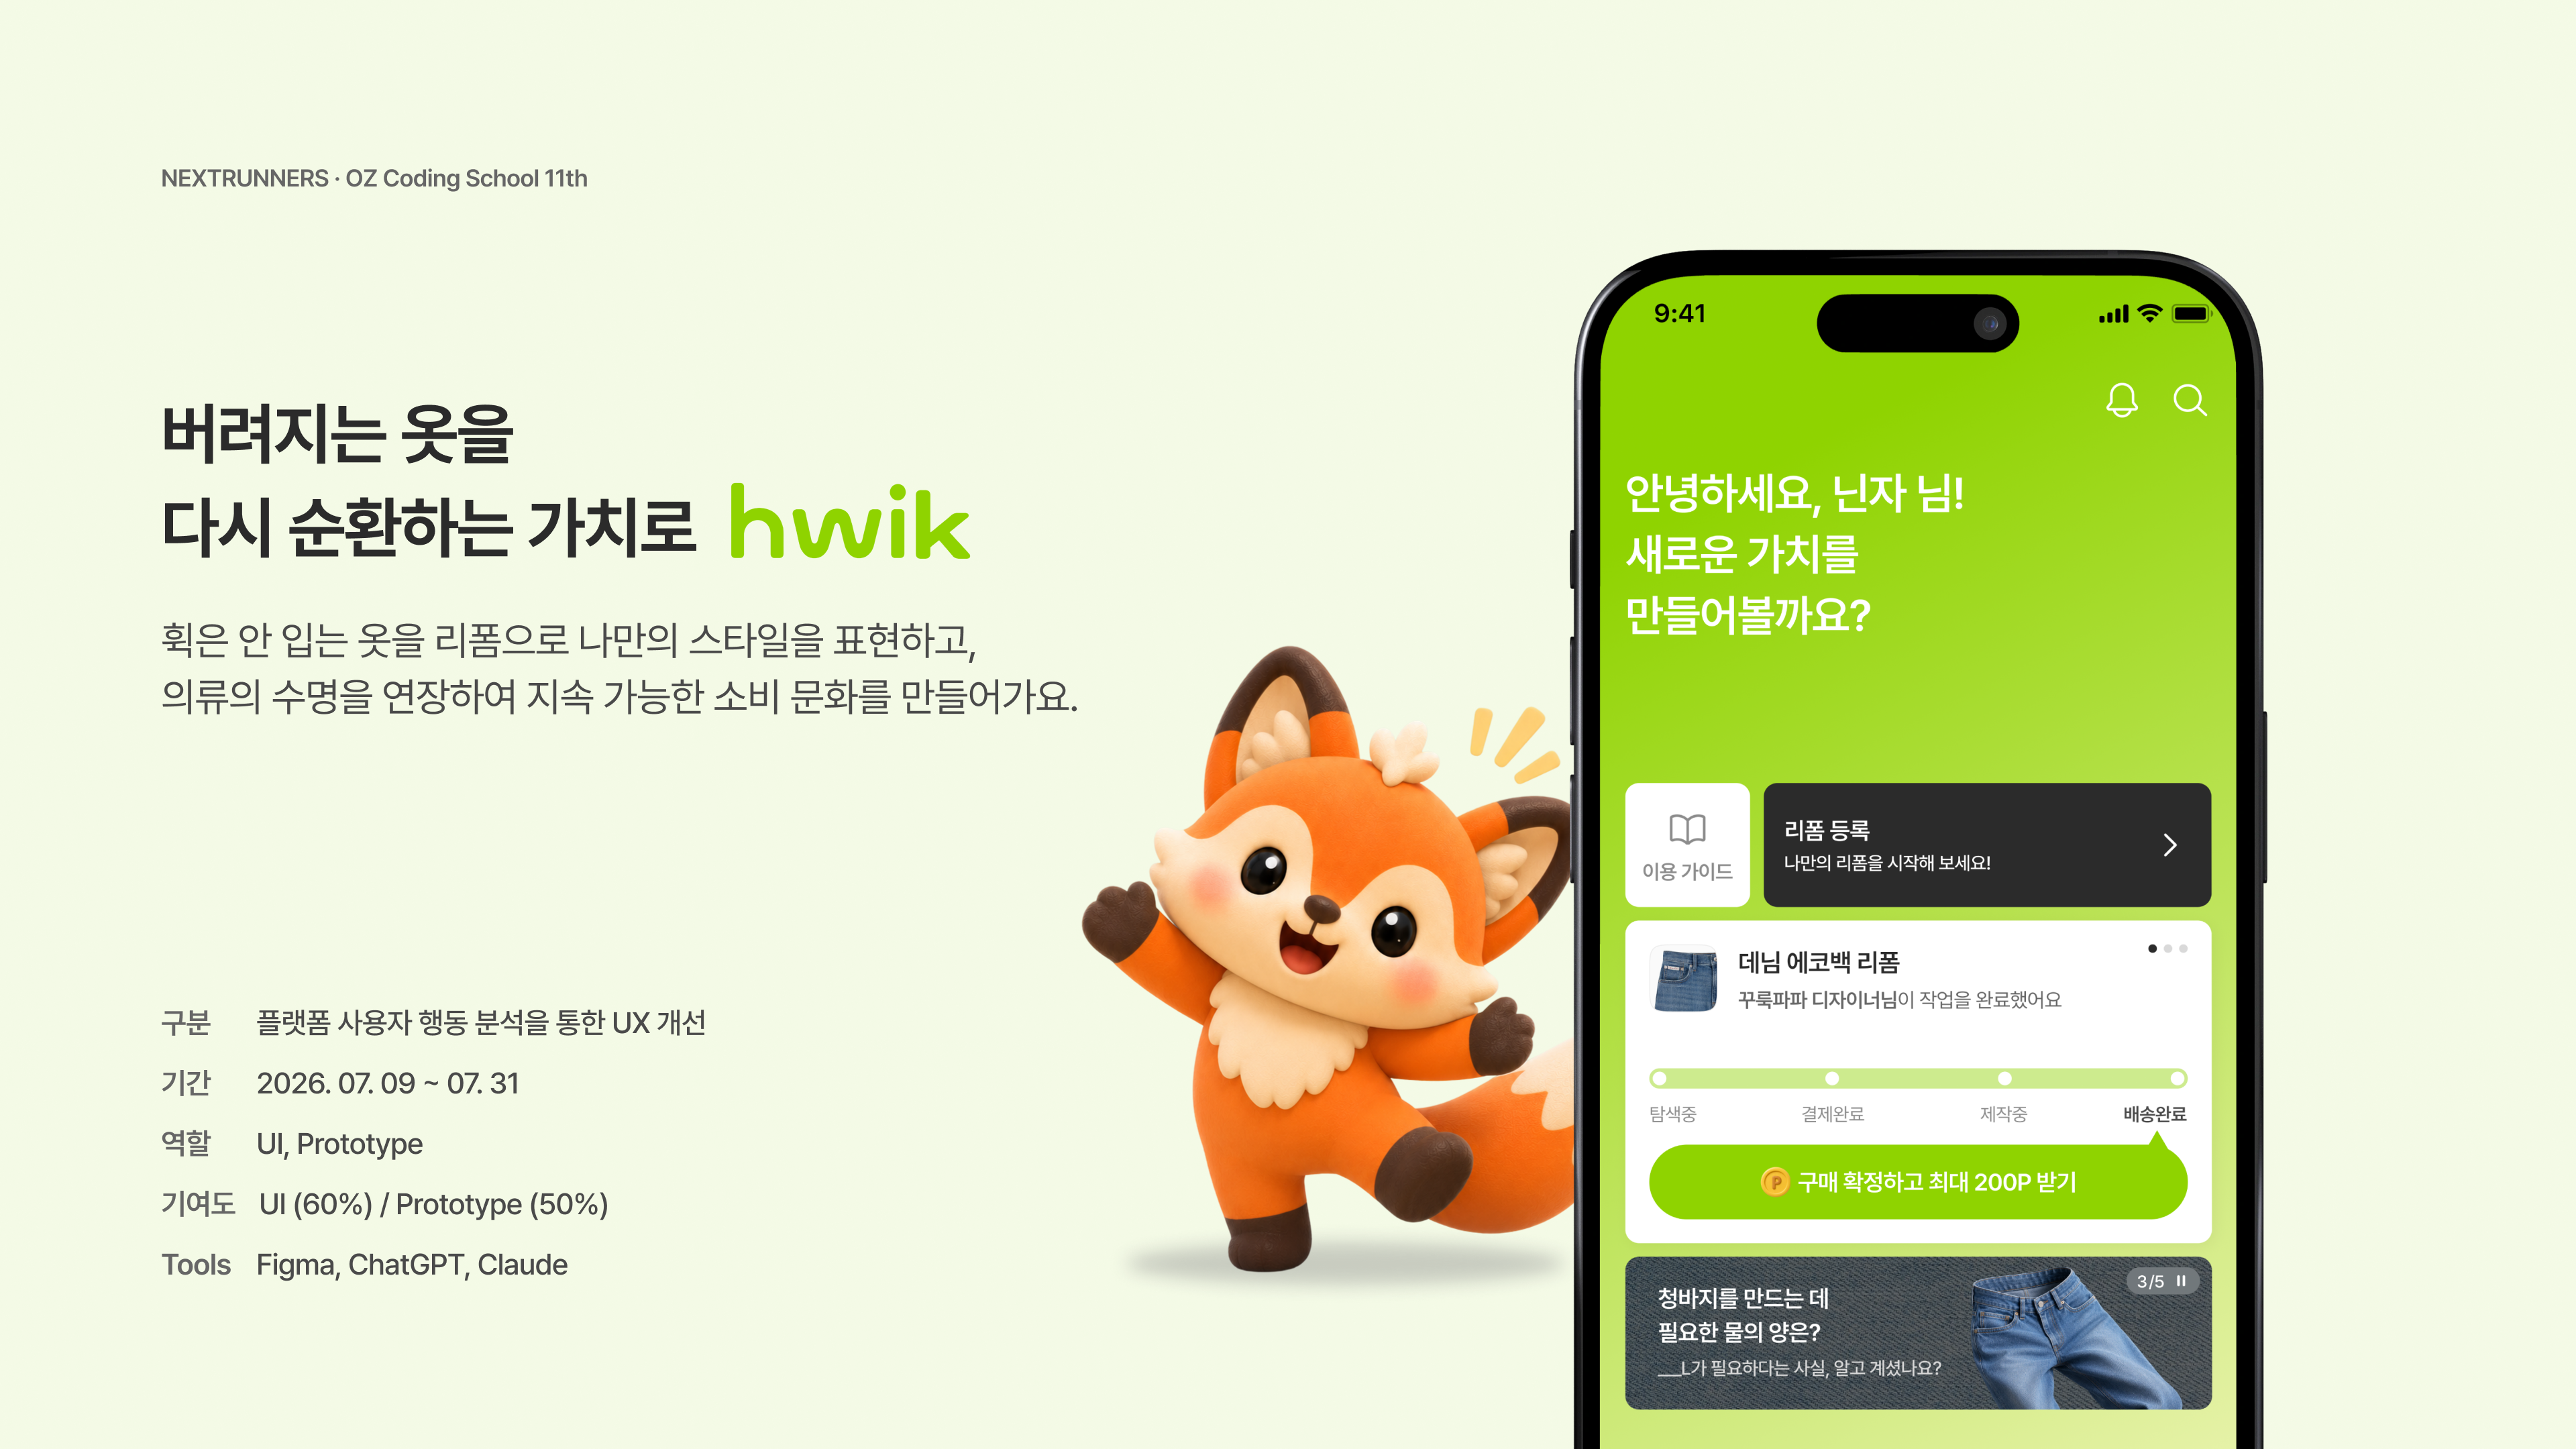 NEXTRUNNERS · OZ Coding School 11th
버려지는 옷을
다시 순환하는 가치로 hwik
휙은 안 입는 옷을 리폼으로 나만의 스타일을 표현하고,
의류의 수명을 연장하여 지속 가능한 소비 문화를 만들어가요.
구분 플랫폼 사용자 행동 분석을 통한 UX 개선
기간 2026. 07. 09 ~ 07. 31
역할 UI, Prototype
기여도 UI (60%) / Prototype (50%)
Tools Figma, ChatGPT, Claude
9:41
안녕하세요, 닌자 님!
새로운 가치를
만들어볼까요?
이용 가이드
리폼 등록
나만의 리폼을 시작해 보세요!
데님 에코백 리폼
꾸룩파파 디자이너님이 작업을 완료했어요
탐색중 결제완료 제작중 배송완료
P 구매 확정하고 최대 200P 받기
3/5
청바지를 만드는 데
필요한 물의 양은?
___L가 필요하다는 사실, 알고 계셨나요?